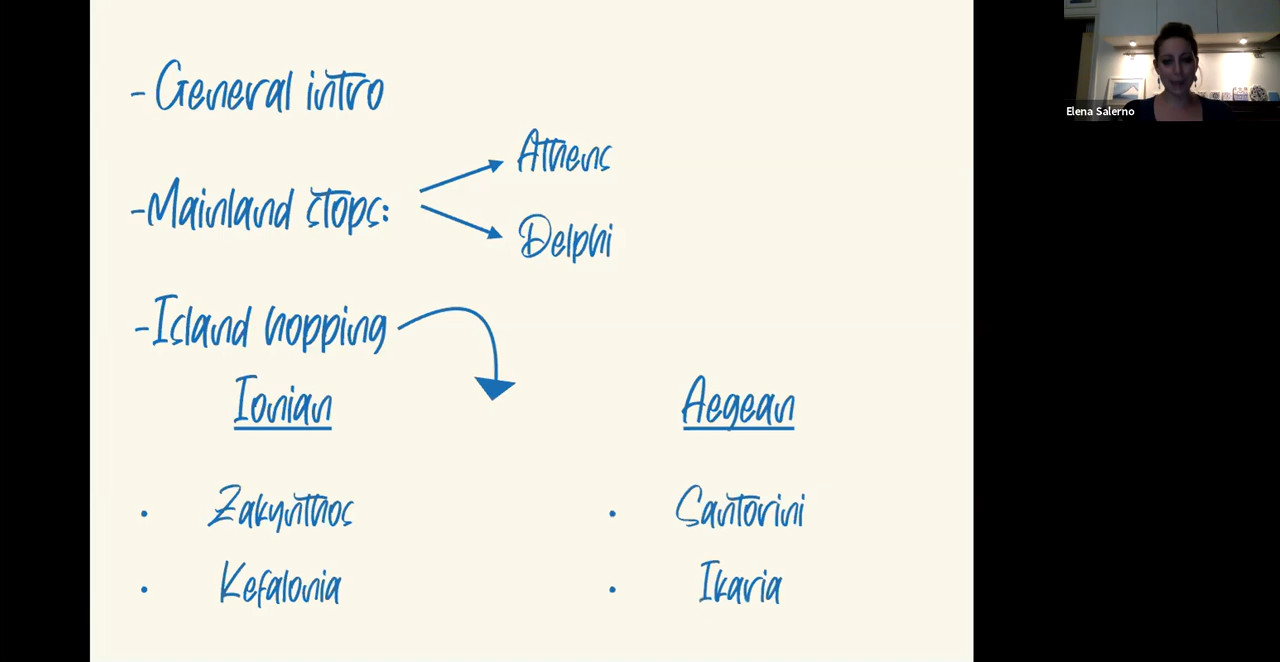 - General intro
Athens
-Mainland stops:
Delphi
-Island hopping
Ionian
Aegean
• Zakynthos
• Santorini
• Kefalonia
• Ikaria
Elena Salerno